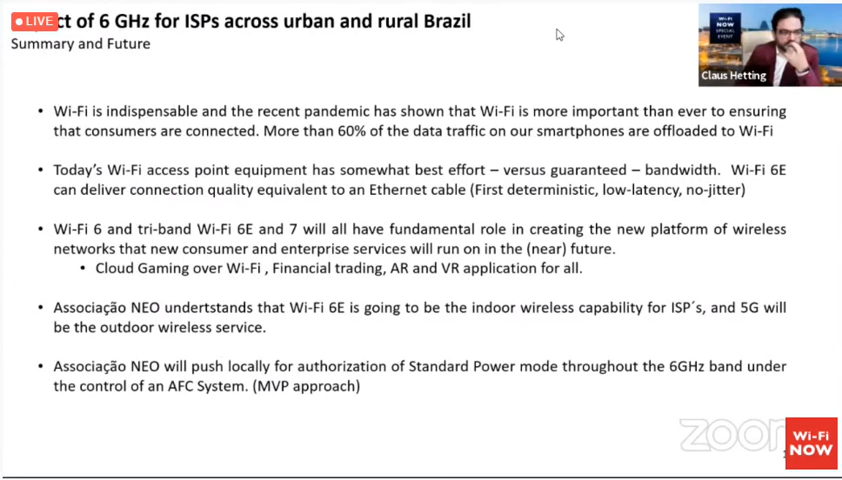 LIVE
ct of 6 GHz for ISPs across urban and rural Brazil
Summary and Future
Wi-Fi
NOW
SPECIAL
EVENT
Claus Hetting
• Wi-Fi is indispensable and the recent pandemic has shown that Wi-Fi is more important than ever to ensuring
that consumers are connected. More than 60% of the data traffic on our smartphones are offloaded to Wi-Fi
• Today's Wi-Fi access point equipment has somewhat best effort – versus guaranteed – bandwidth. Wi-Fi 6E
can deliver connection quality equivalent to an Ethernet cable (First deterministic, low-latency, no-jitter)
• Wi-Fi 6 and tri-band Wi-Fi 6E and 7 will all have fundamental role in creating the new platform of wireless
networks that new consumer and enterprise services will run on in the (near) future.
• Cloud Gaming over Wi-Fi , Financial trading, AR and VR application for all.
• Associação NEO undertstands that Wi-Fi 6E is going to be the indoor wireless capability for ISP´s, and 5G will
be the outdoor wireless service.
• Associação NEO will push locally for authorization of Standard Power mode throughout the 6GHz band under
the control of an AFC System. (MVP approach)
zoom
Wi-Fi
NOW